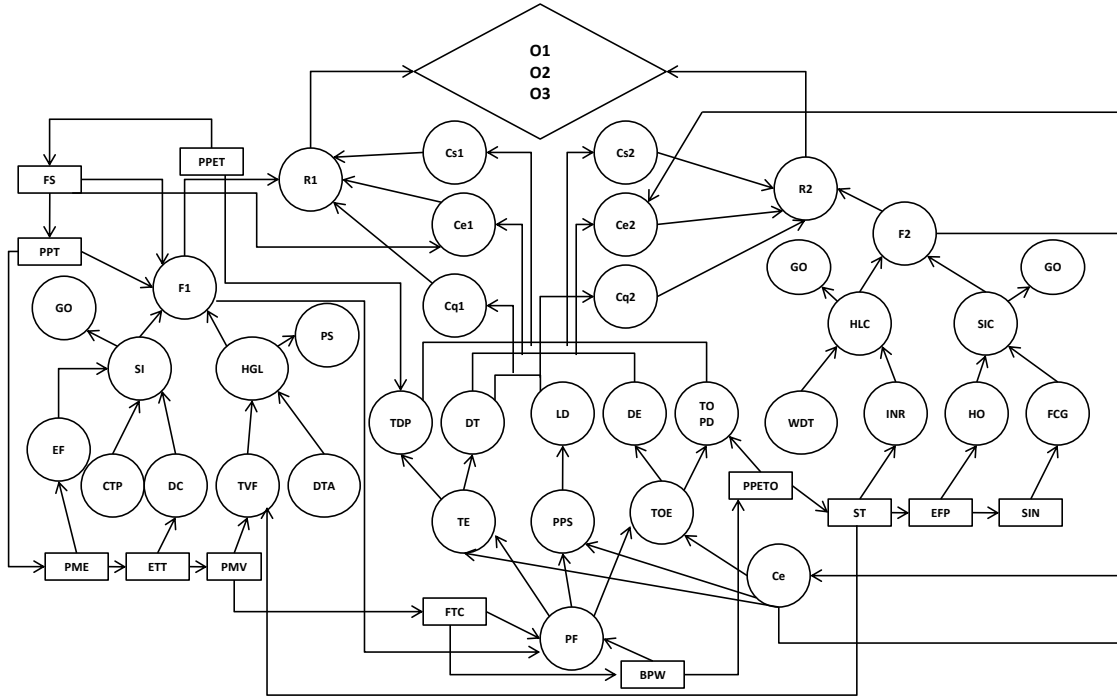 O1
O2
O3
Cs1
Cs2
PPET
FS
R1
R2
Ce1
Ce2
F2
PPT
GO
GO
F1
Cq1
Cq2
GO
PS
HLC
SIC
SI
HGL
TDP
DT
LD
DE
TO
PD
WDT
INR
HO
FCG
EF
CTP
DC
TVF
DTA
PPETO
TE
PPS
TOE
ST
EFP
SIN
PME
ETT
PMV
Ce
FTC
PF
BPW